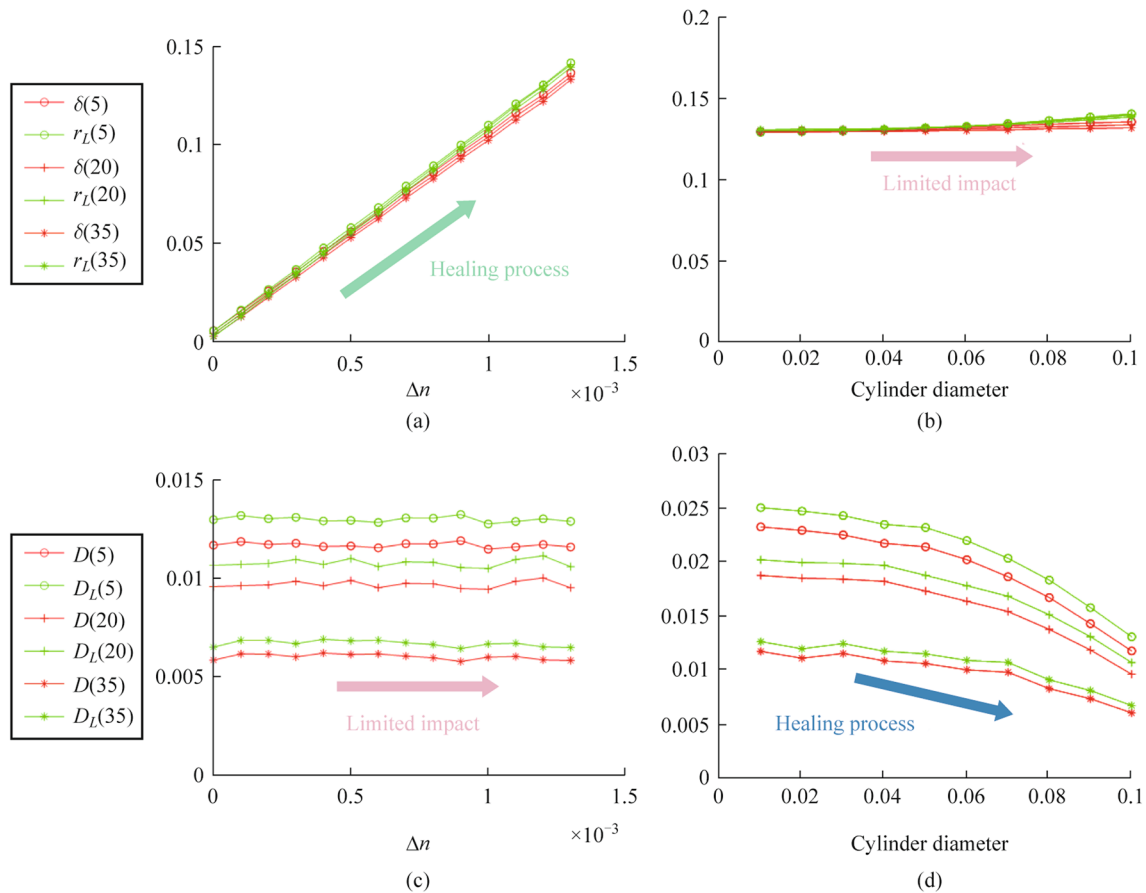 δ(5)
r_L(5)
δ(20)
r_L(20)
δ(35)
r_L(35)
0.15
0.10
0.05
0
Healing process
0
0.5
1
1.5
Δn
×10⁻³
(a)
0.2
0.15
0.10
0.05
0
Limited impact
0
0.02
0.04
0.06
0.08
0.1
Cylinder diameter
(b)
D(5)
D_L(5)
D(20)
D_L(20)
D(35)
D_L(35)
0.015
0.010
0.005
0
Limited impact
0
0.5
1
1.5
Δn
×10⁻³
(c)
0.03
0.025
0.020
0.015
0.010
0.005
0
Healing process
0
0.02
0.04
0.06
0.08
0.1
Cylinder diameter
(d)